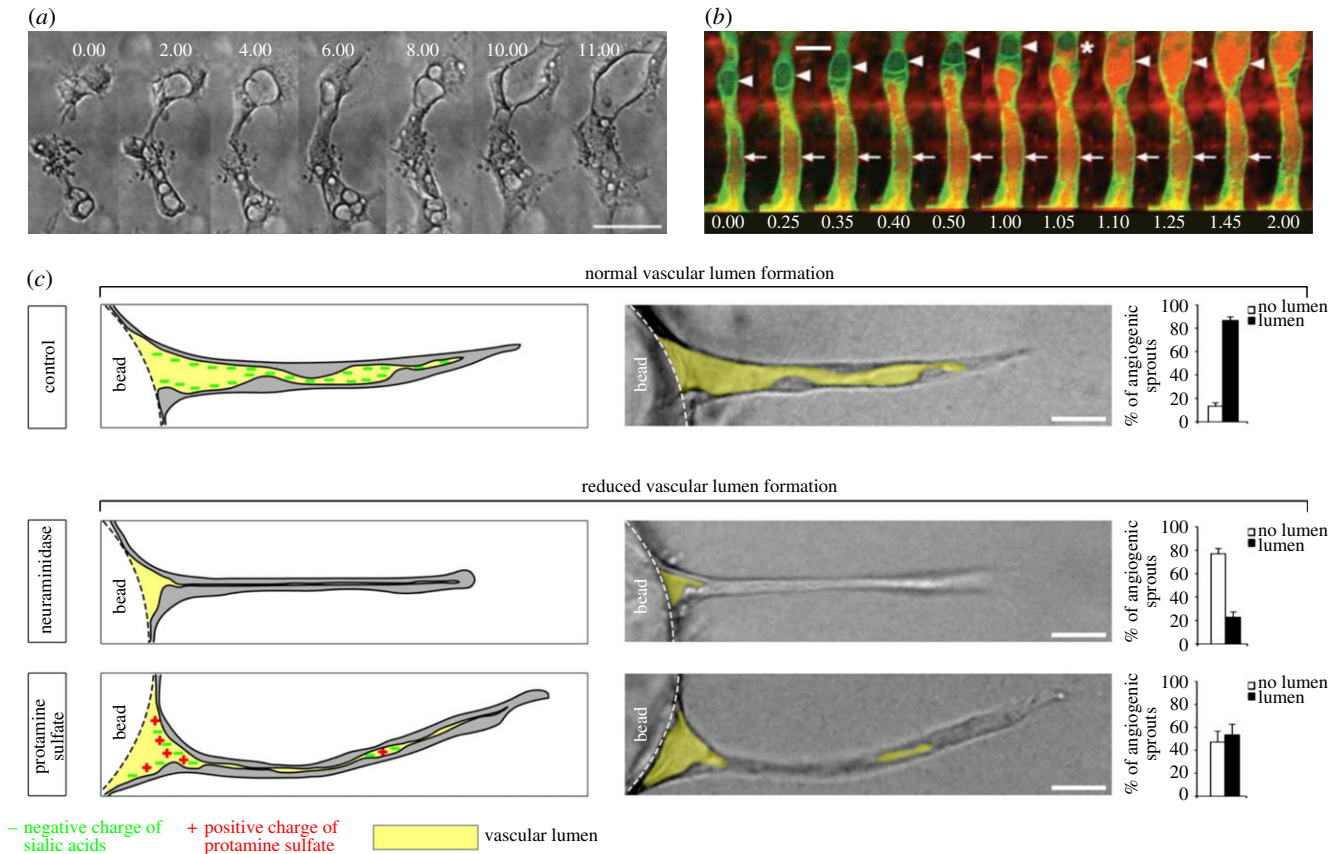 (a)
0.00 2.00 4.00 6.00 8.00 10.00 11.00
(b)
*
0.00 0.25 0.35 0.40 0.50 1.00 1.05 1.10 1.25 1.45 2.00
(c)
normal vascular lumen formation
control
bead
bead
% of angiogenic
sprouts
100
80
60
40
20
0
no lumen
lumen
reduced vascular lumen formation
neuraminidase
bead
bead
% of angiogenic
sprouts
100
80
60
40
20
0
no lumen
lumen
protamine
sulfate
bead
bead
% of angiogenic
sprouts
100
80
60
40
20
0
no lumen
lumen
– negative charge of
sialic acids
+ positive charge of
protamine sulfate
vascular lumen